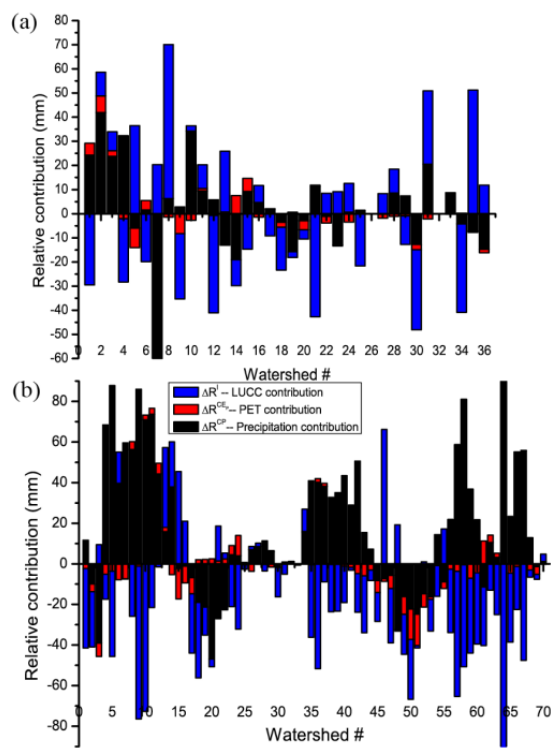 (a)
Relative contribution (mm)
80
70
60
50
40
30
20
10
0
-10
-20
-30
-40
-50
-60
0 2 4 6 8 10 12 14 16 18 20 22 24 26 28 30 32 34 36
Watershed #
(b)
Relative contribution (mm)
80
60
40
20
0
-20
-40
-60
-80
ΔR^I -- LUCC contribution
ΔR^CE₀ -- PET contribution
ΔR^CP -- Precipitation contribution
0 5 10 15 20 25 30 35 40 45 50 55 60 65 70
Watershed #